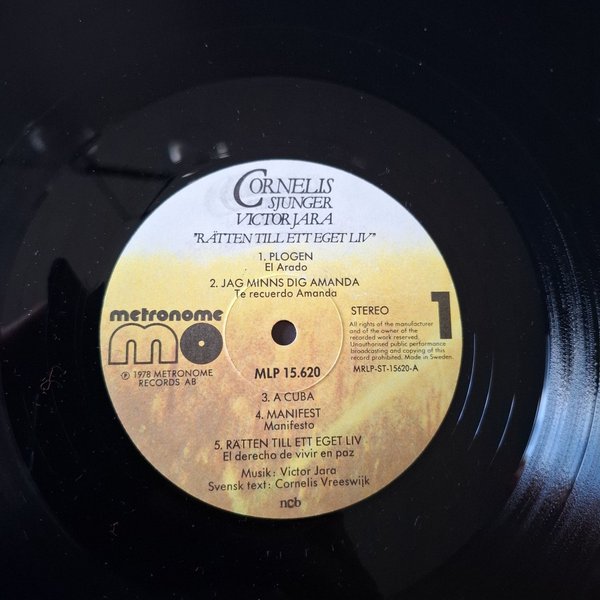 CORNELIS
SJUNGER
VICTOR JARA
"RÄTTEN TILL ETT EGET LIV"
1. PLOGEN
El Arado
2. JAG MINNS DIG AMANDA
Te recuerdo Amanda
metronome
mo
℗ 1978 METRONOME
RECORDS AB
MLP 15.620
STEREO
1
All rights of the manufacturer
and of the owner of the
recorded work reserved.
Unauthorised public performance
broadcasting and copying of this
record prohibited. Made in Sweden.
MRLP-ST-15620-A
3. A CUBA
4. MANIFEST
Manifesto
5. RÄTTEN TILL ETT EGET LIV
El derecho de vivir en paz
Musik: Victor Jara
Svensk text: Cornelis Vreeswijk
ncb